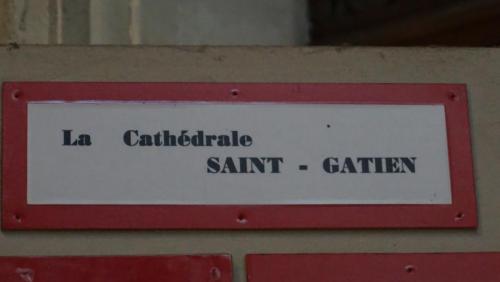 La Cathédrale
SAINT - GATIEN